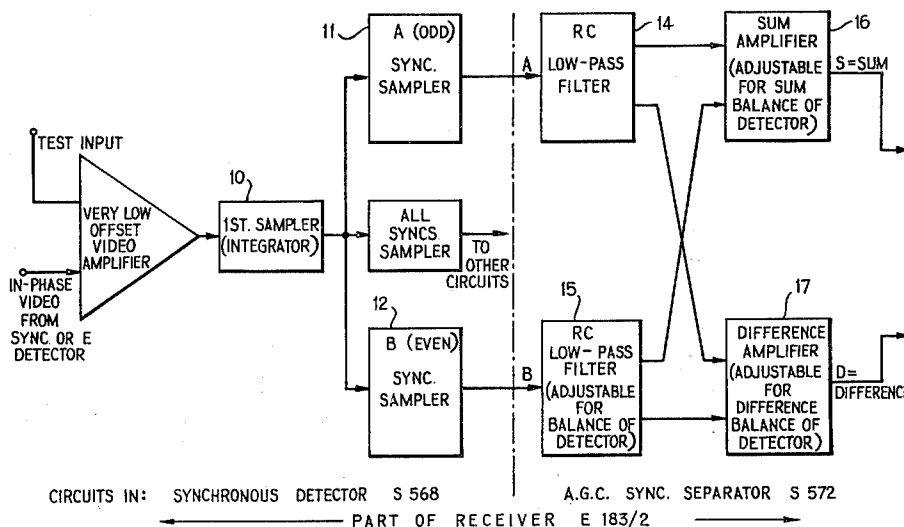 TEST INPUT
VERY LOW
OFFSET
VIDEO
AMPLIFIER
IN-PHASE
VIDEO
FROM
SYNC. OR E
DETECTOR
10
1ST. SAMPLER
(INTEGRATOR)
11
A (ODD)
SYNC.
SAMPLER
ALL
SYNCS.
SAMPLER
TO
OTHER
CIRCUITS
12
B (EVEN)
SYNC.
SAMPLER
A
B
14
RC
LOW-PASS
FILTER
15
RC
LOW-PASS
FILTER
(ADJUSTABLE
FOR
BALANCE OF
DETECTOR)
16
SUM
AMPLIFIER
(ADJUSTABLE
FOR SUM
BALANCE OF
DETECTOR)
S=SUM
17
DIFFERENCE
AMPLIFIER
(ADJUSTABLE
FOR
DIFFERENCE
BALANCE OF
DETECTOR)
D=
DIFFERENCE
CIRCUITS IN: SYNCHRONOUS DETECTOR S 568
A.G.C. SYNC. SEPARATOR S 572
PART OF RECEIVER E 183/2